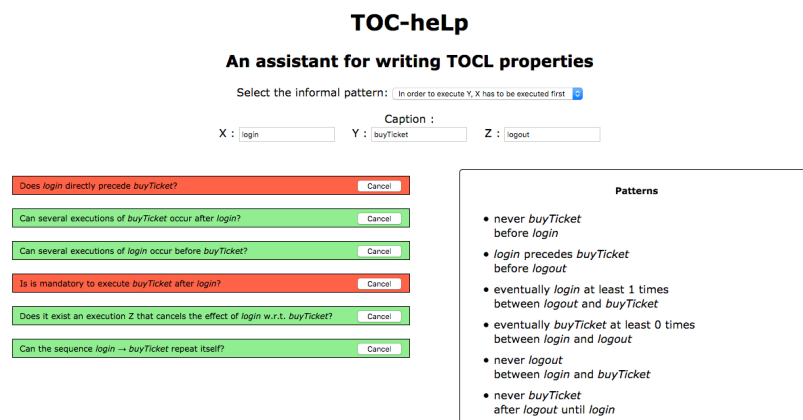 TOC-heLp
An assistant for writing TOCL properties
Select the informal pattern: In order to execute Y, X has to be executed first
Caption :
X : login Y : buyTicket Z : logout
Does login directly precede buyTicket? Cancel
Can several executions of buyTicket occur after login? Cancel
Can several executions of login occur before buyTicket? Cancel
Is is mandatory to execute buyTicket after login? Cancel
Does it exist an execution Z that cancels the effect of login w.r.t. buyTicket? Cancel
Can the sequence login → buyTicket repeat itself? Cancel
Patterns
• never buyTicket
before login
• login precedes buyTicket
before logout
• eventually login at least 1 times
between logout and buyTicket
• eventually buyTicket at least 0 times
between login and logout
• never logout
between login and buyTicket
• never buyTicket
after logout until login